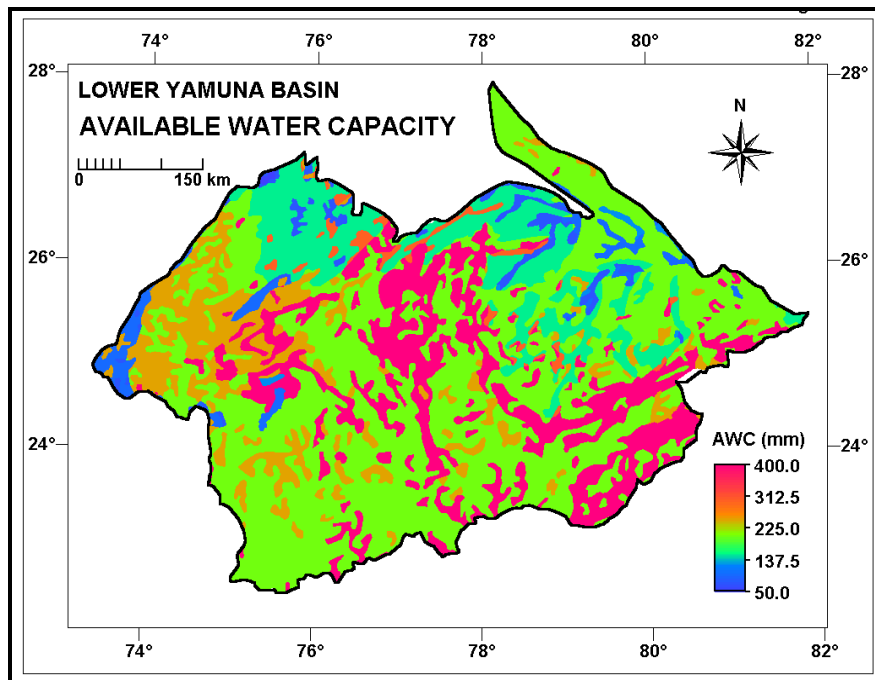 74° 76° 78° 80° 82°
28° 28°
LOWER YAMUNA BASIN
AVAILABLE WATER CAPACITY
N
0 150 km
26° 26°
24° 24°
AWC (mm)
400.0
312.5
225.0
137.5
50.0
74° 76° 78° 80° 82°